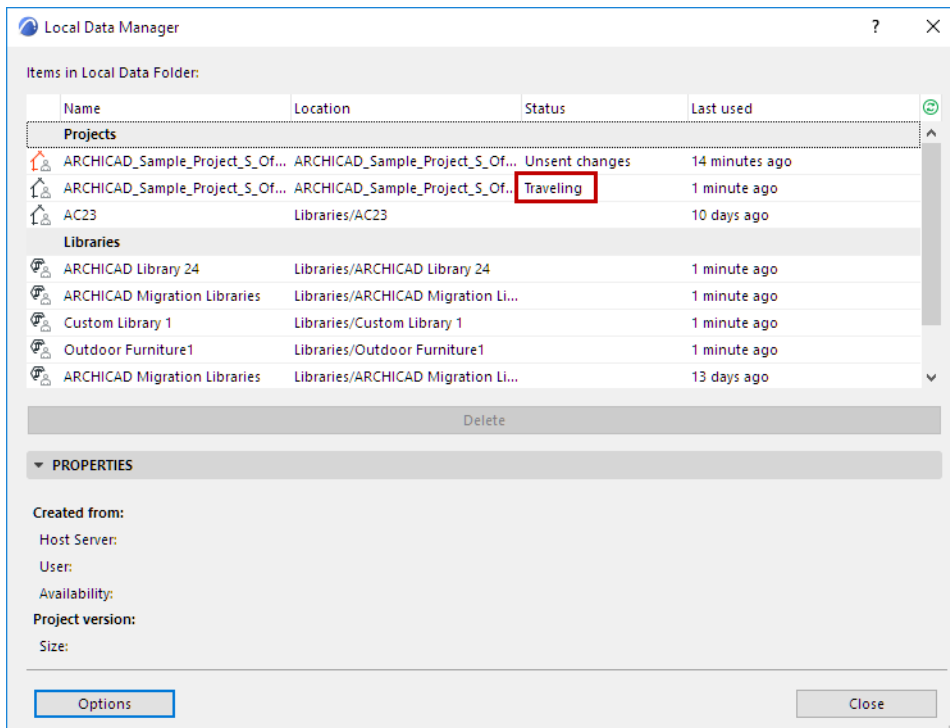 Local Data Manager ? ×
Items in Local Data Folder:
Name Location Status Last used
Projects
ARCHICAD_Sample_Project_S_Of... ARCHICAD_Sample_Project_S_Of... Unsent changes 14 minutes ago
ARCHICAD_Sample_Project_S_Of... ARCHICAD_Sample_Project_S_Of... Traveling 1 minute ago
AC23 Libraries/AC23 10 days ago
Libraries
ARCHICAD Library 24 Libraries/ARCHICAD Library 24 1 minute ago
ARCHICAD Migration Libraries Libraries/ARCHICAD Migration Li... 1 minute ago
Custom Library 1 Libraries/Custom Library 1 1 minute ago
Outdoor Furniture1 Libraries/Outdoor Furniture1 1 minute ago
ARCHICAD Migration Libraries Libraries/ARCHICAD Migration Li... 13 days ago
Delete
PROPERTIES
Created from:
Host Server:
User:
Availability:
Project version:
Size:
Options Close